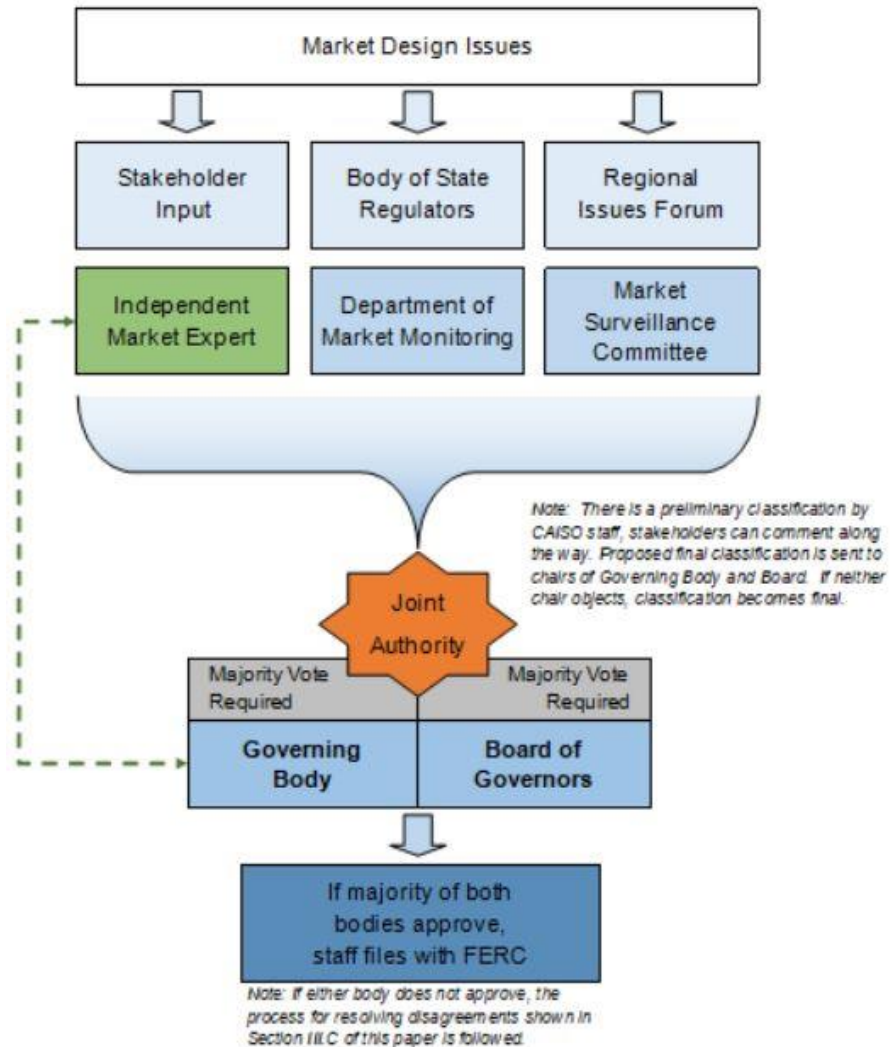 Market Design Issues
Stakeholder
Input
Body of State
Regulators
Regional
Issues Forum
Independent
Market Expert
Department of
Market Monitoring
Market
Surveillance
Committee
Note: There is a preliminary classification by
CAISO staff, stakeholders can comment along
the way. Proposed final classification is sent to
chairs of Governing Body and Board. If neither
chair objects, classification becomes final.
Joint
Authority
Majority Vote
Required
Majority Vote
Required
Governing
Body
Board of
Governors
If majority of both
bodies approve,
staff files with FERC
Note: If either body does not approve, the
process for resolving disagreements shown in
Section III.C of this paper is followed.